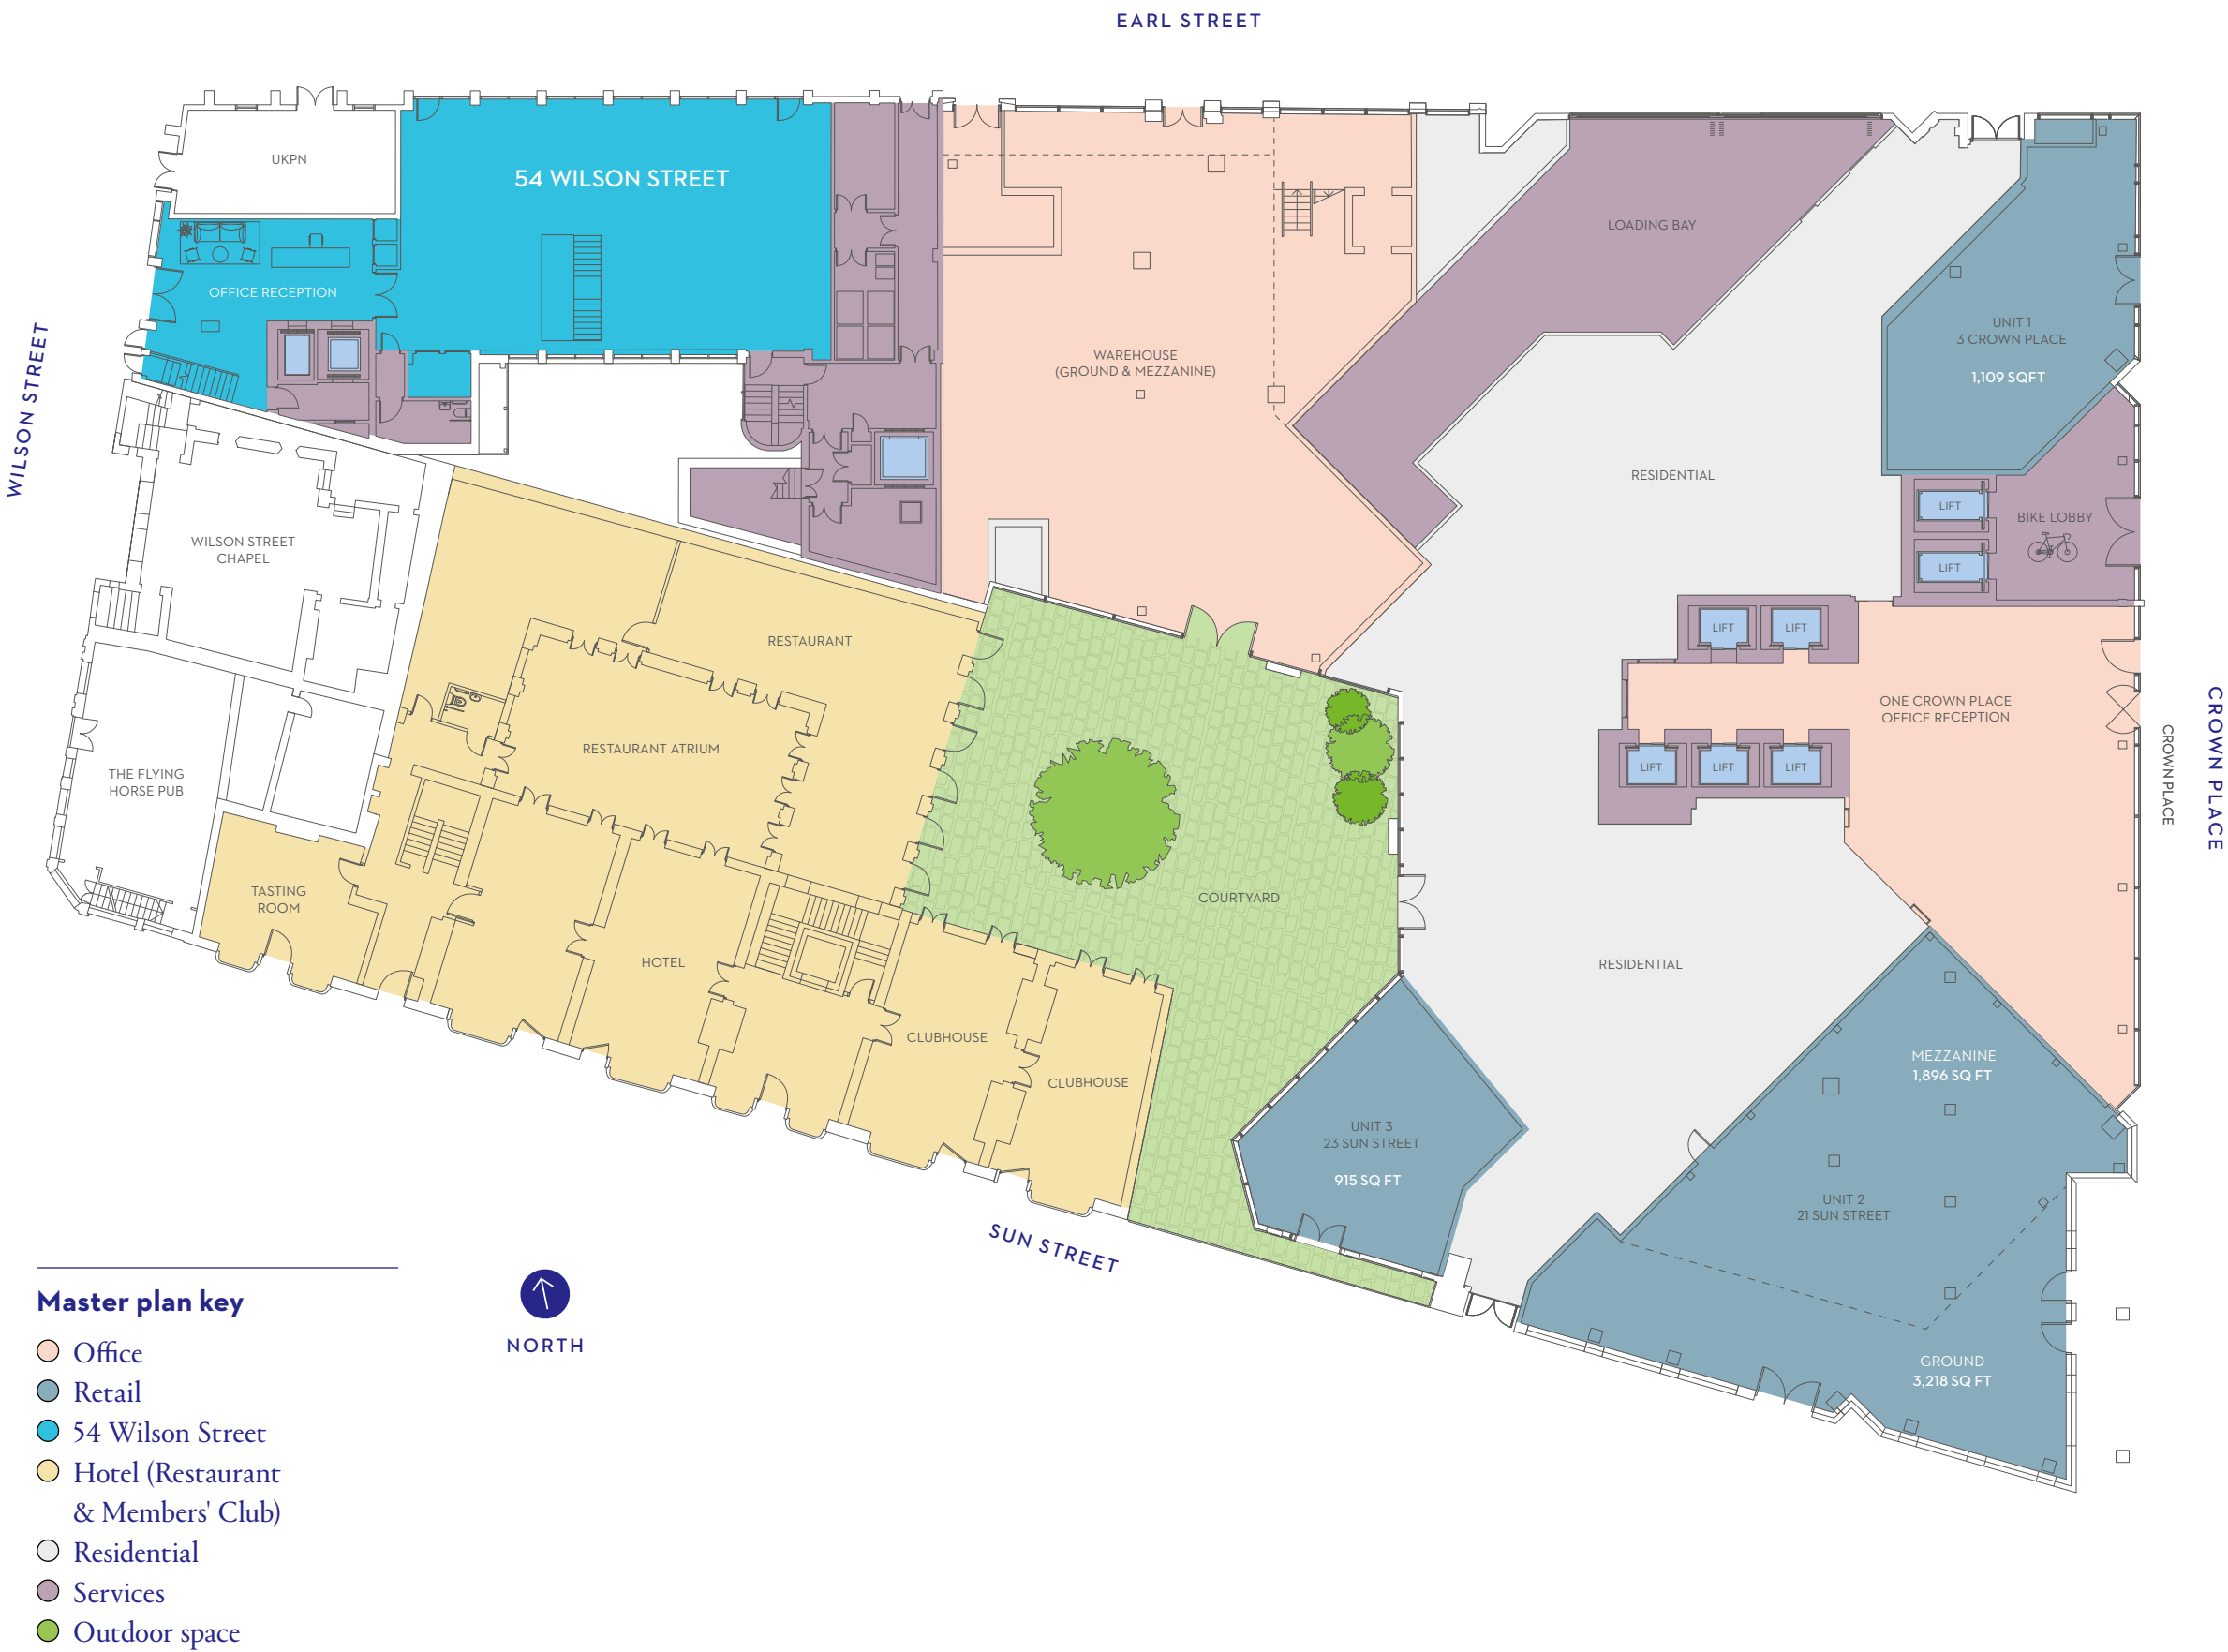 EARL STREET
UKPN
54 WILSON STREET
OFFICE RECEPTION
WILSON STREET
WAREHOUSE
(GROUND & MEZZANINE)
LOADING BAY
UNIT 1
3 CROWN PLACE
1,109 SQFT
RESIDENTIAL
LIFT
LIFT
BIKE LOBBY
WILSON STREET
CHAPEL
RESTAURANT
RESTAURANT ATRIUM
LIFT
LIFT
ONE CROWN PLACE
OFFICE RECEPTION
CROWN PLACE
CROWN PLACE
LIFT
LIFT
LIFT
THE FLYING
HORSE PUB
TASTING
ROOM
COURTYARD
HOTEL
RESIDENTIAL
CLUBHOUSE
CLUBHOUSE
MEZZANINE
1,896 SQ FT
UNIT 3
23 SUN STREET
915 SQ FT
UNIT 2
21 SUN STREET
SUN STREET
GROUND
3,218 SQ FT
NORTH
Master plan key
Office
Retail
54 Wilson Street
Hotel (Restaurant
& Members' Club)
Residential
Services
Outdoor space